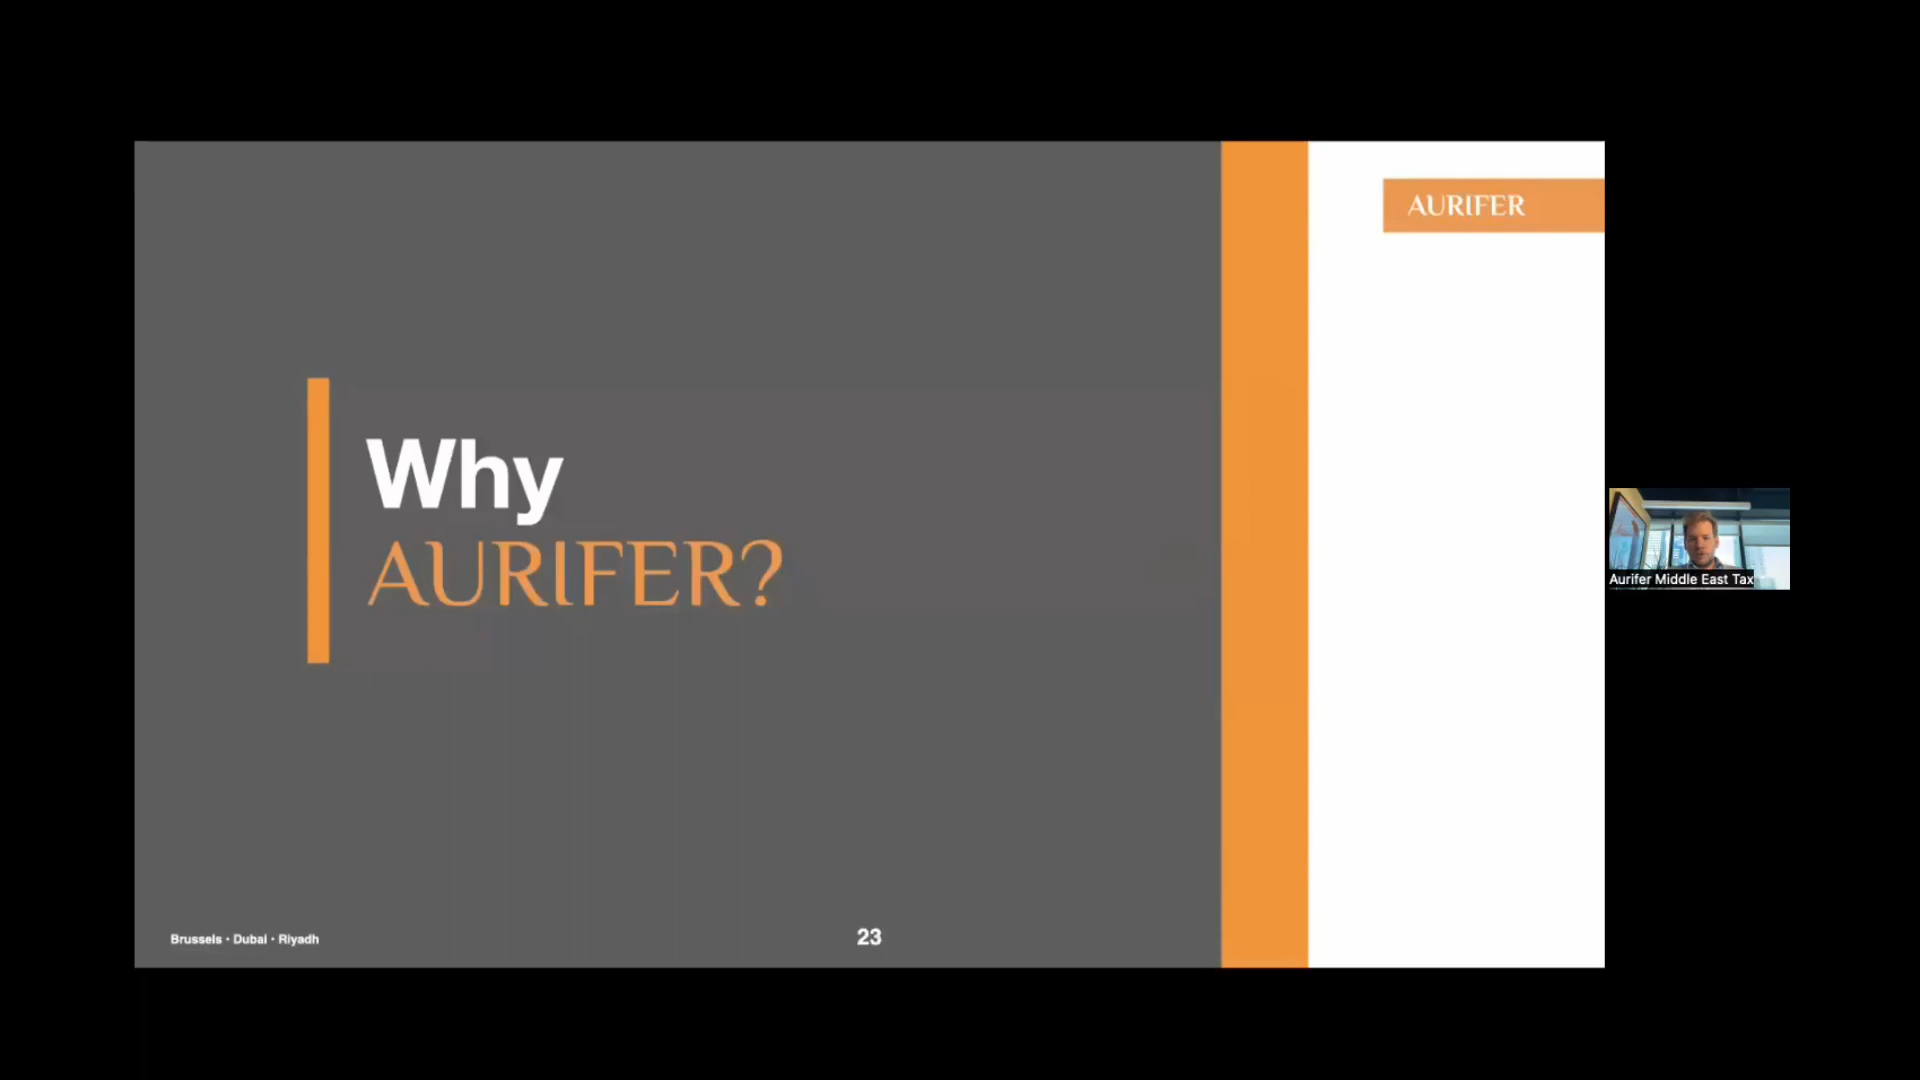 AURIFER
Why
AURIFER?
Aurifer Middle East Tax
Brussels · Dubai · Riyadh
23